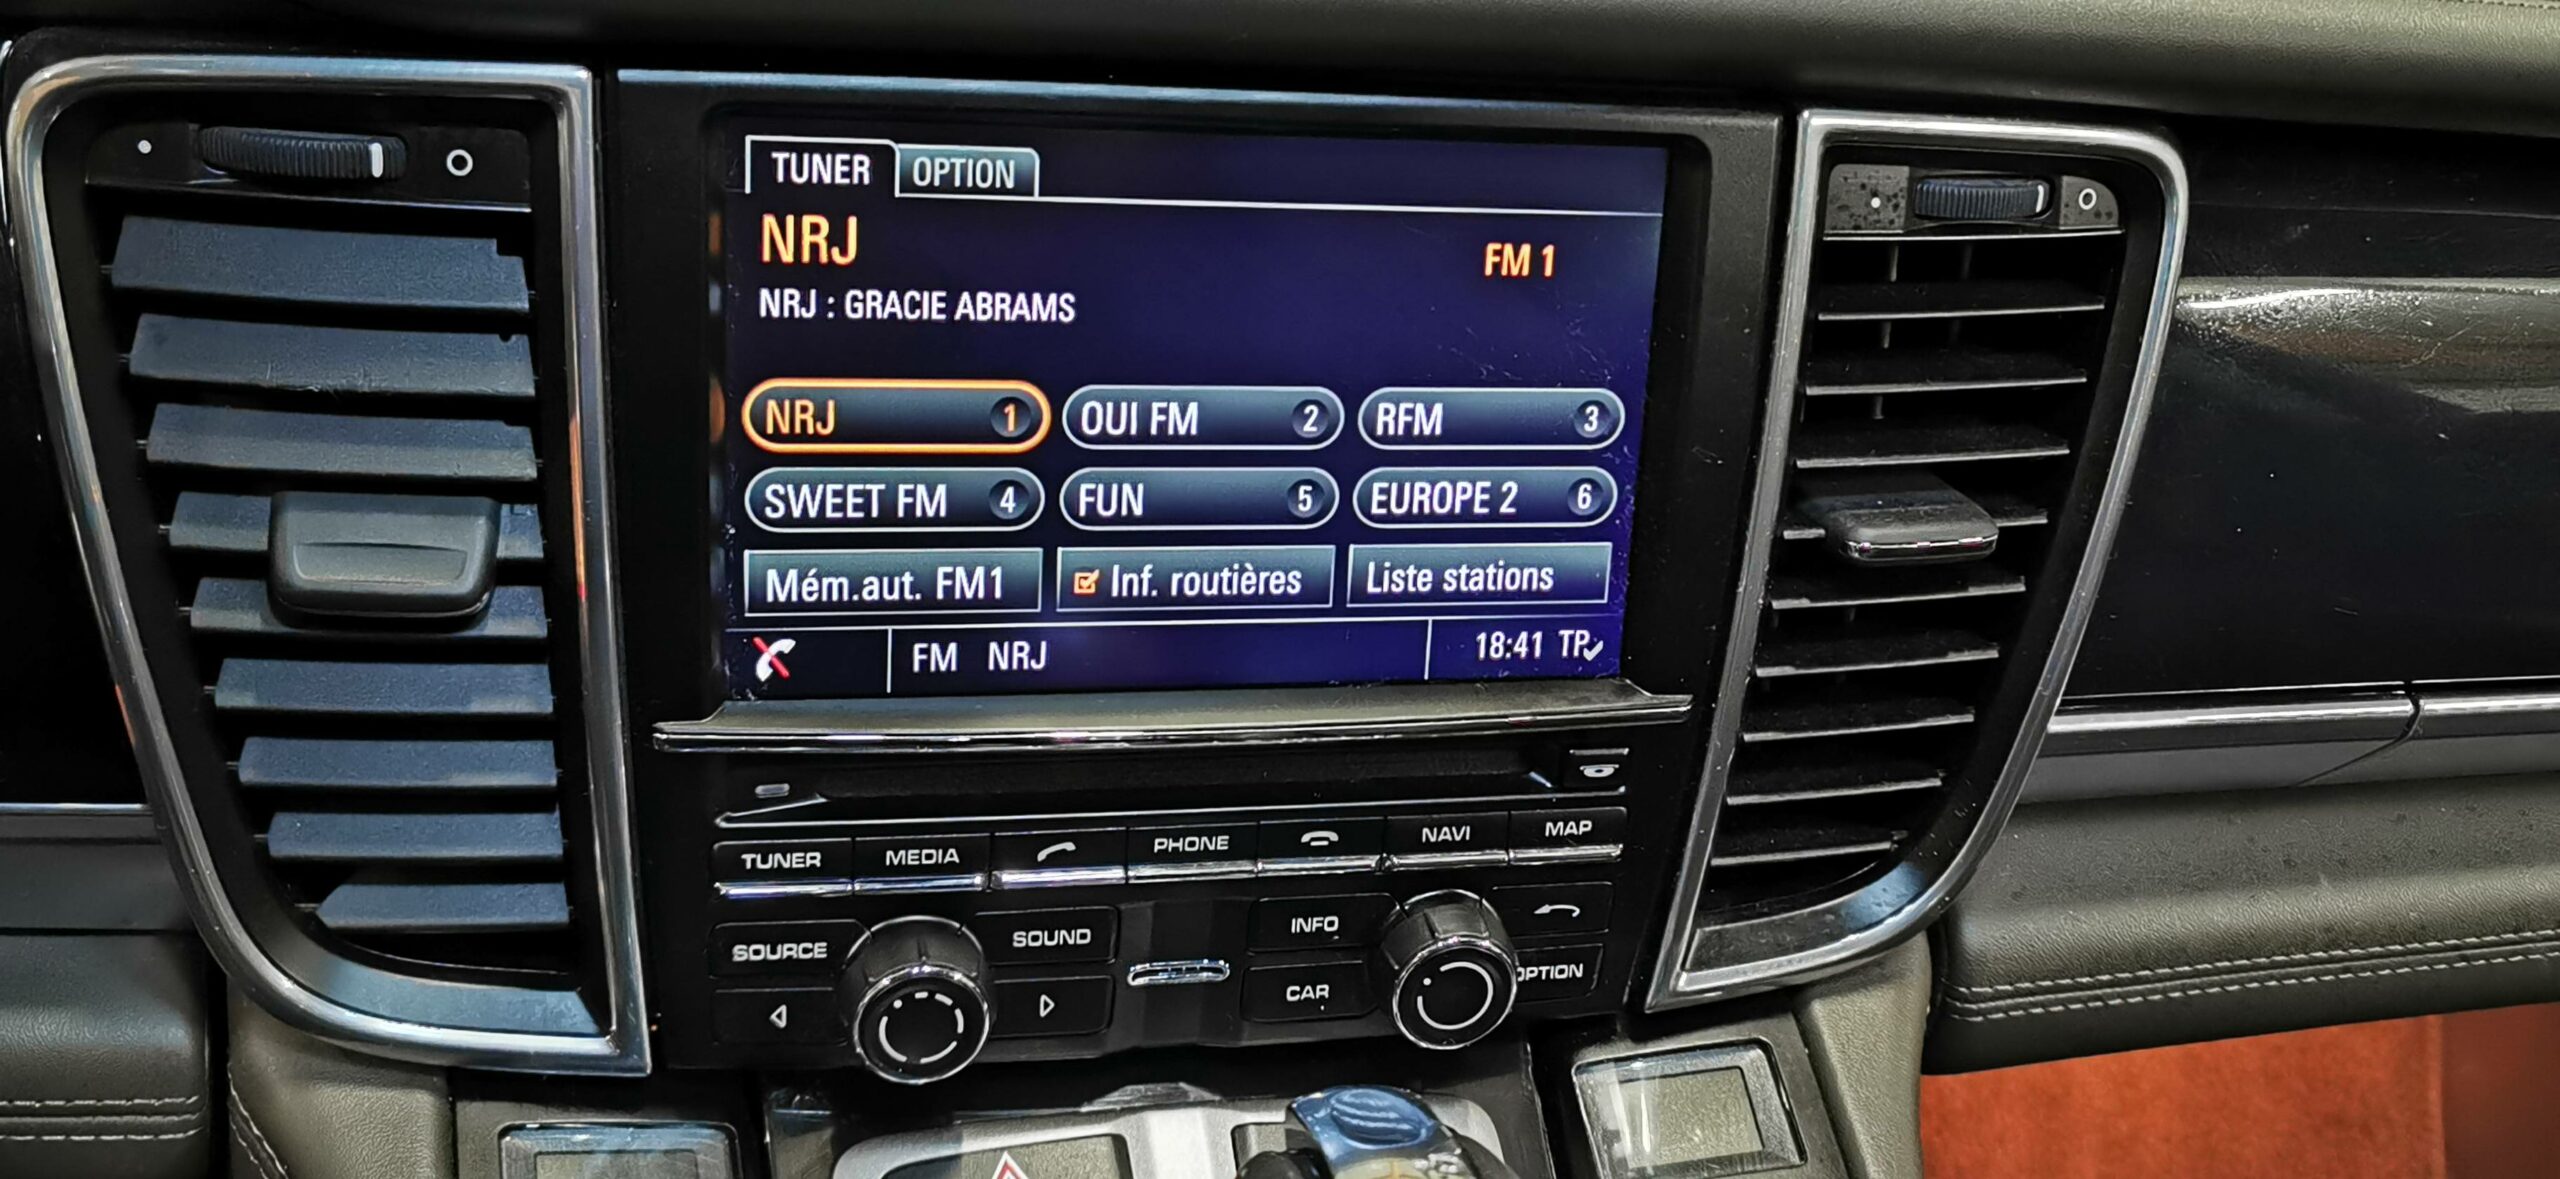 TUNER OPTION
NRJ
FM 1
NRJ : GRACIE ABRAMS
NRJ 1 OUI FM 2 RFM 3
SWEET FM 4 FUN 5 EUROPE 2 6
Mém.aut. FM1 Inf. routières Liste stations
FM NRJ 18:41 TP
TUNER MEDIA PHONE NAVI MAP
SOURCE SOUND INFO
CAR OPTION